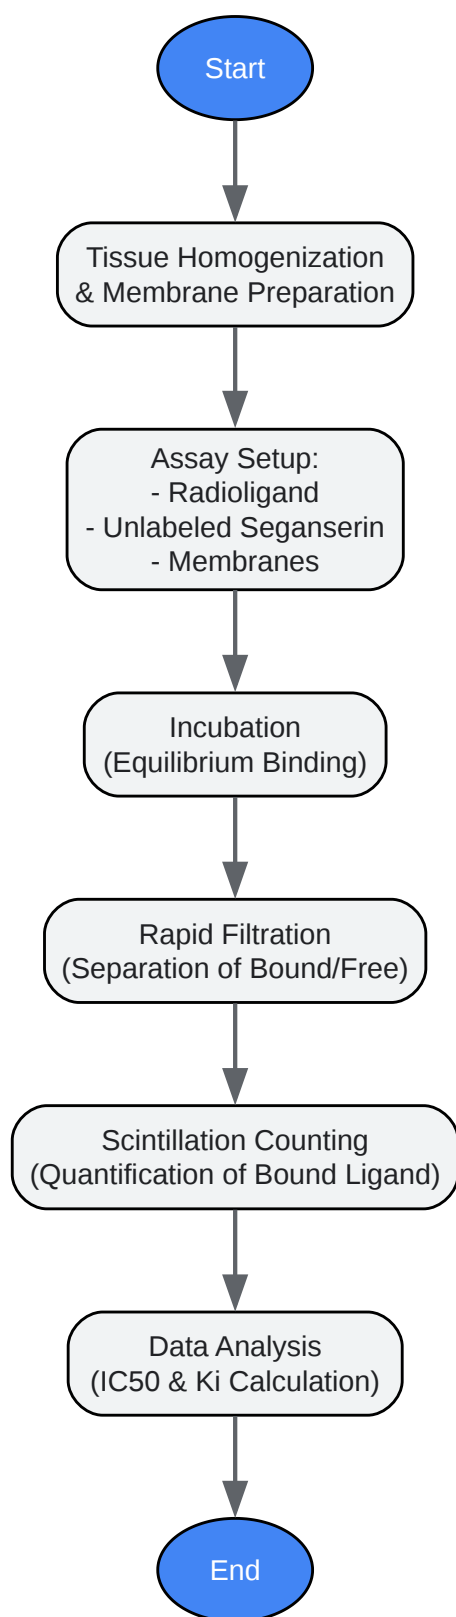 Start
Tissue Homogenization
& Membrane Preparation
Assay Setup:
- Radioligand
- Unlabeled Seganserin
- Membranes
Incubation
(Equilibrium Binding)
Rapid Filtration
(Separation of Bound/Free)
Scintillation Counting
(Quantification of Bound Ligand)
Data Analysis
(IC50 & Ki Calculation)
End